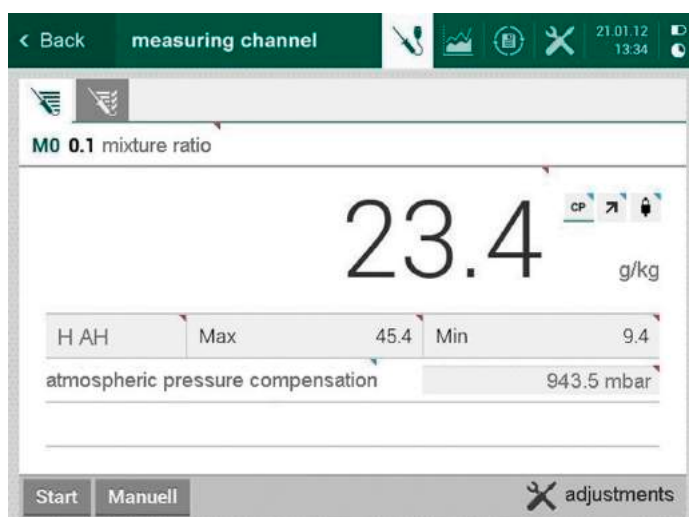 < Back measuring channel 21.01.12
13:34
M0 0.1 mixture ratio
23.4
CP
g/kg
H AH Max 45.4 Min 9.4
atmospheric pressure compensation 943.5 mbar
Start Manuell adjustments